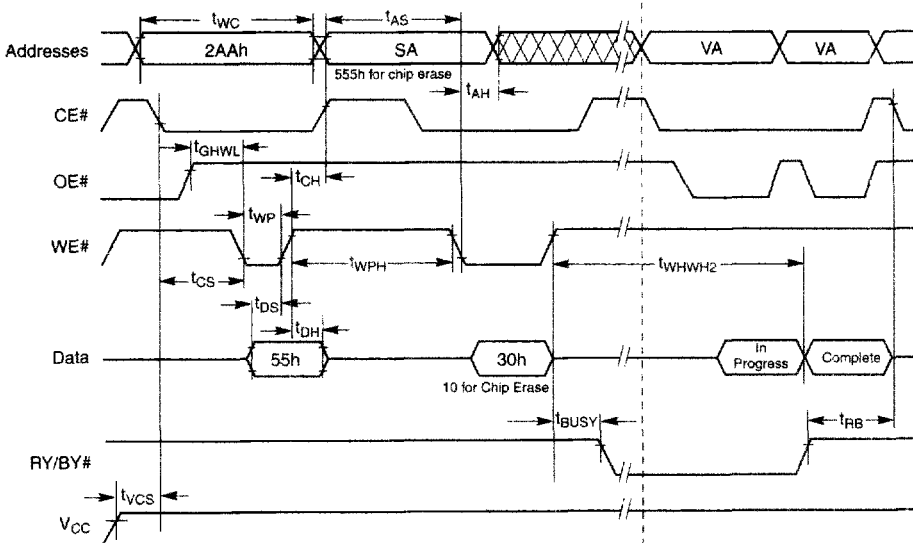 tWC
tAS
Addresses
2AAh
SA
VA
VA
555h for chip erase
tAH
CE#
tGHWL
tCH
OE#
tWP
WE#
tWPH
tWHWH2
tCS
tDS
tDH
Data
55h
30h
In
Progress
Complete
10 for Chip Erase
tBUSY
tRB
RY/BY#
tVCS
VCC